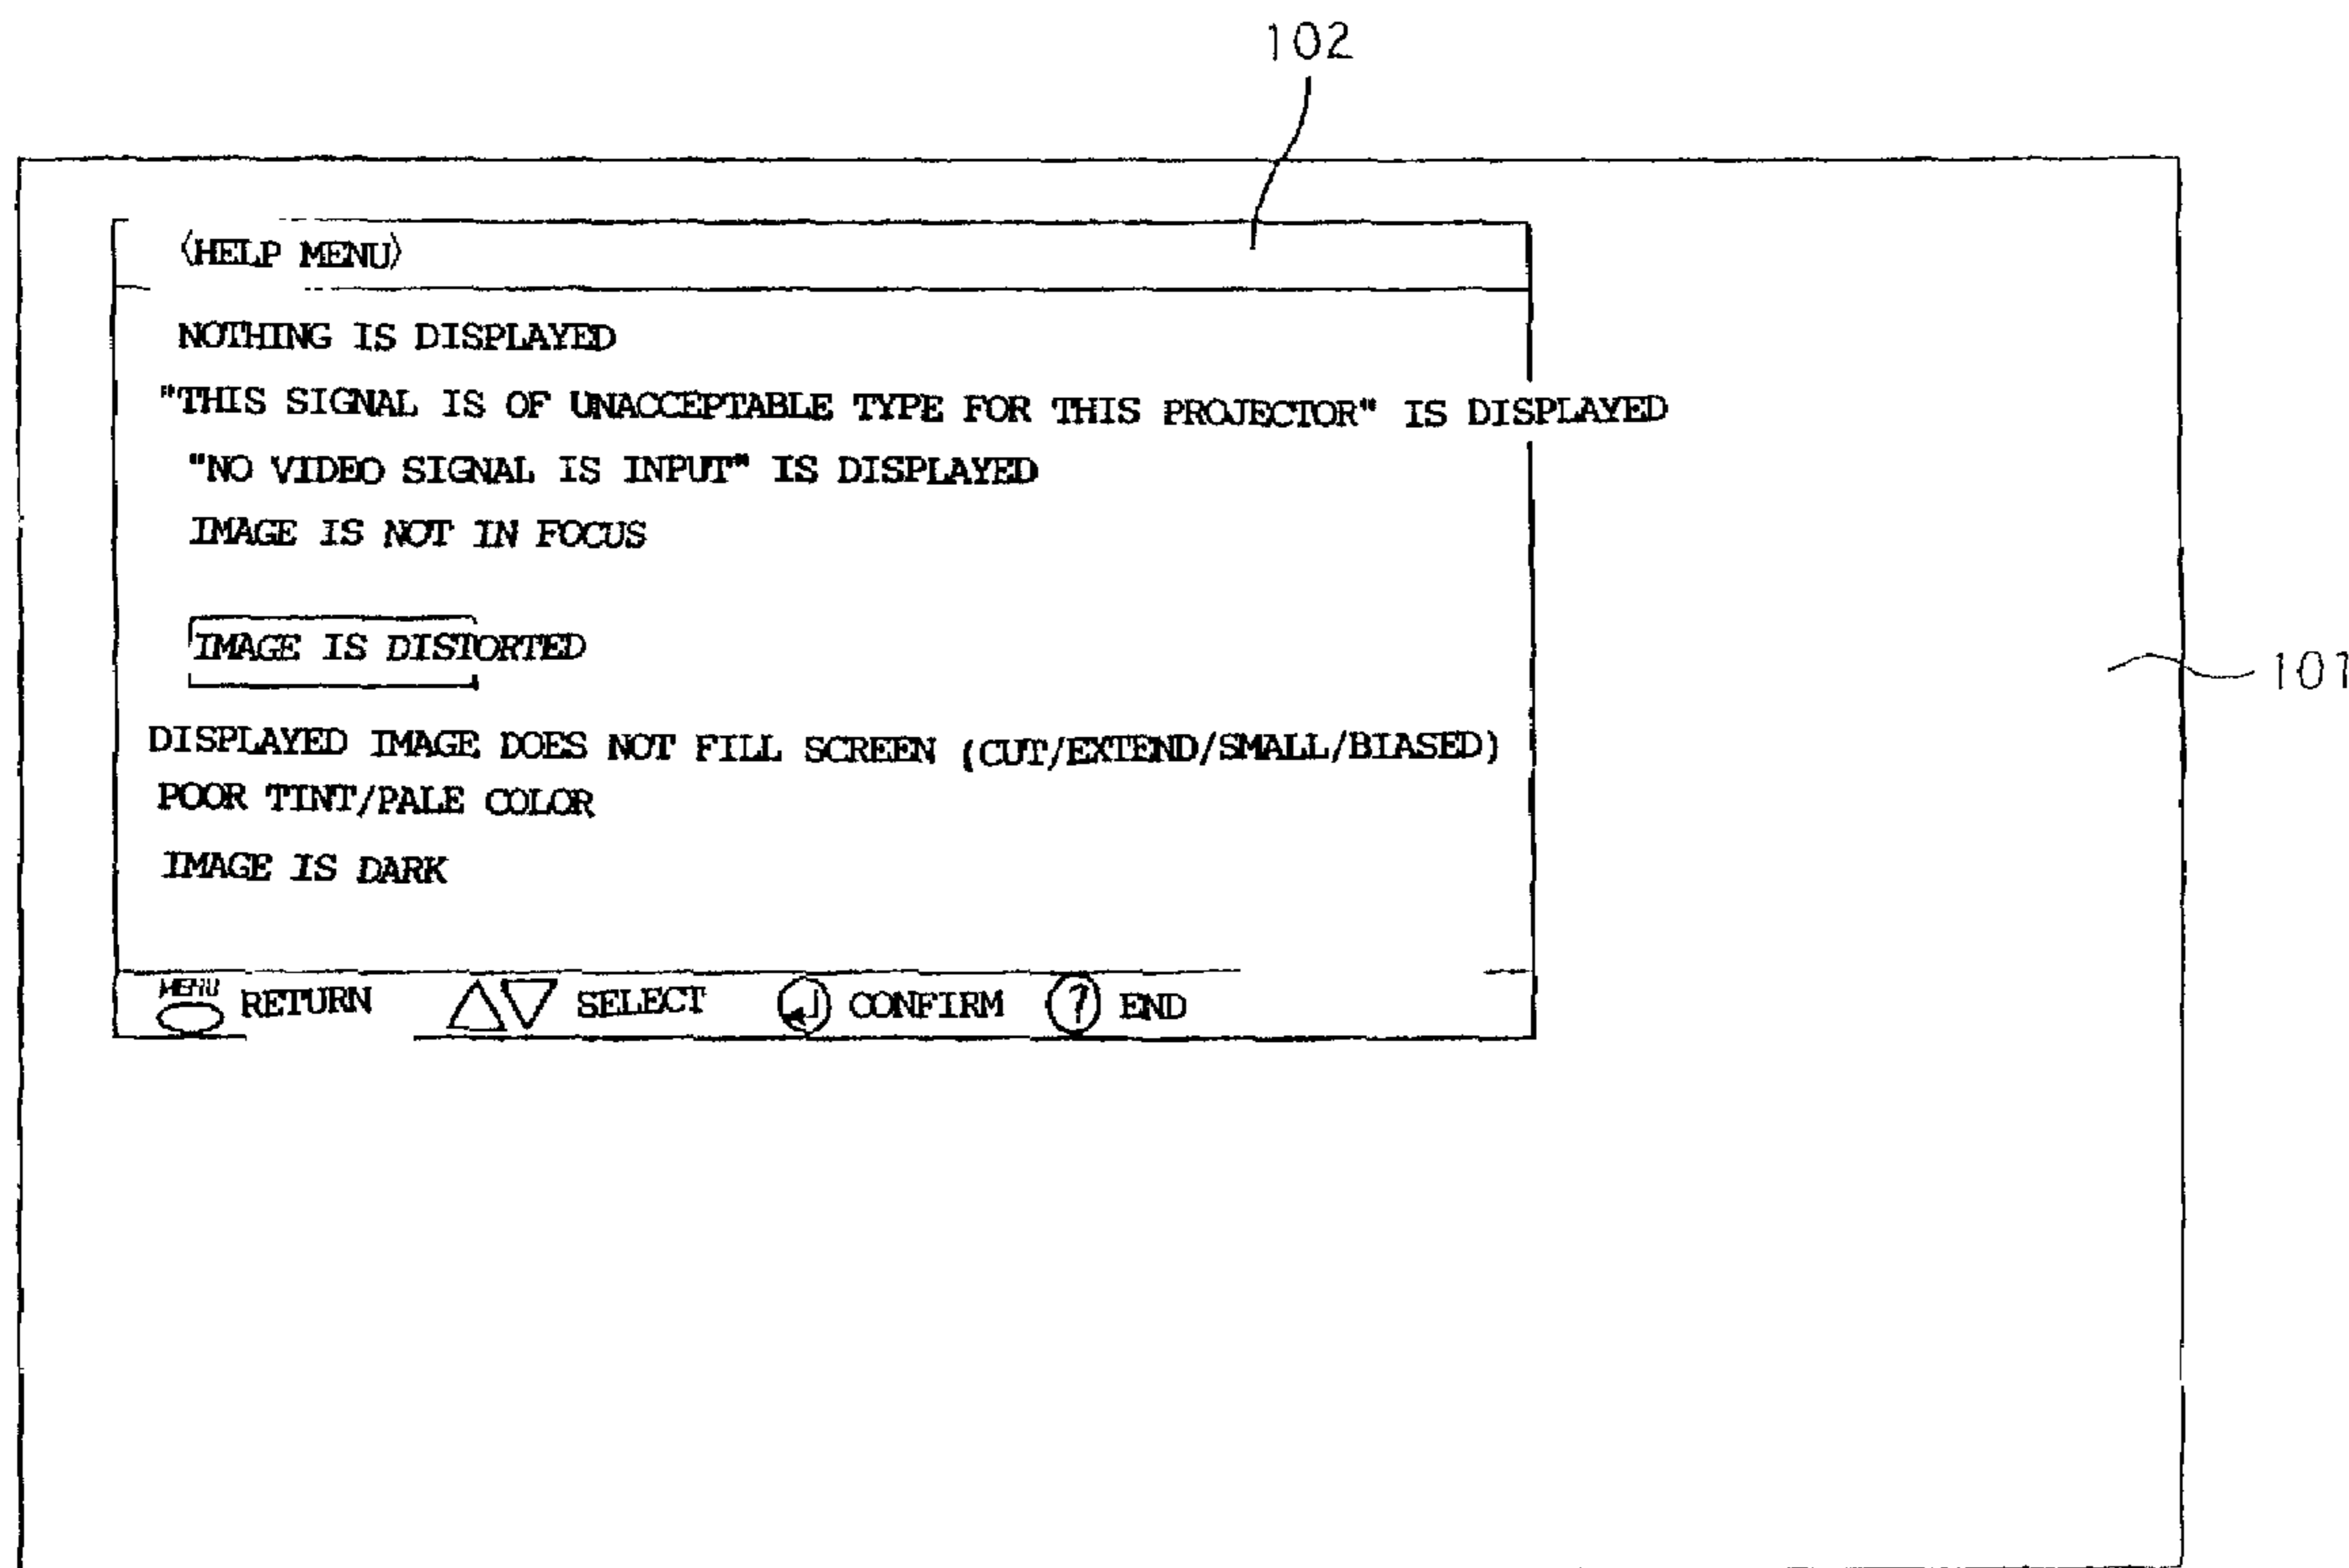 102
〈HELP MENU〉
NOTHING IS DISPLAYED
"THIS SIGNAL IS OF UNACCEPTABLE TYPE FOR THIS PROJECTOR" IS DISPLAYED
"NO VIDEO SIGNAL IS INPUT" IS DISPLAYED
IMAGE IS NOT IN FOCUS
IMAGE IS DISTORTED
101
DISPLAYED IMAGE DOES NOT FILL SCREEN (CUT/EXTEND/SMALL/BIASED)
POOR TINT/PALE COLOR
IMAGE IS DARK
MENU RETURN △▽ SELECT CONFIRM ? END